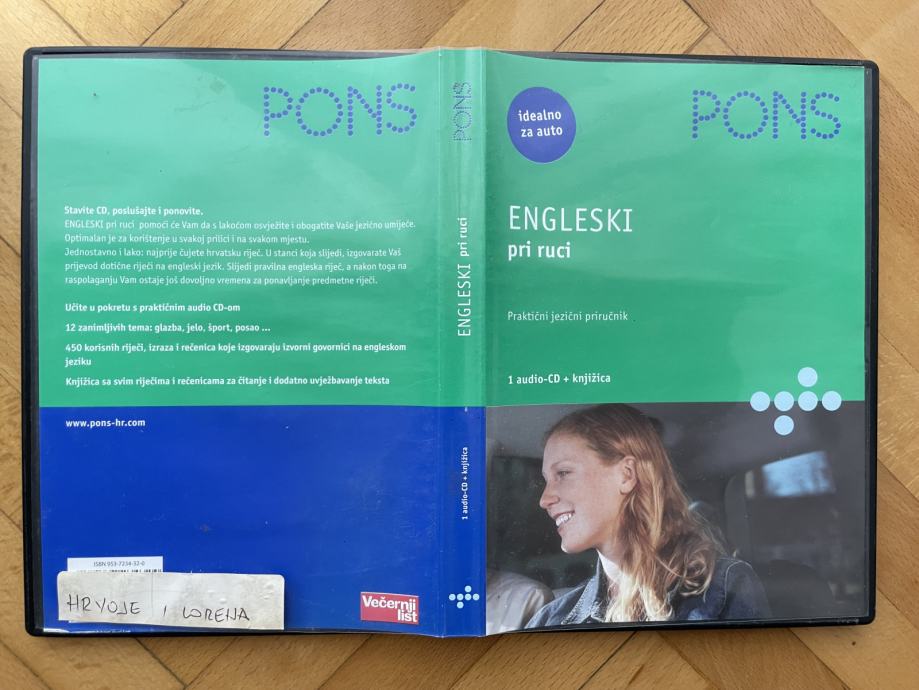 PONS
Stavite CD, poslušajte i ponovite.
ENGLESKI pri ruci pomoći će Vam da s lakoćom osvježite i obogatite Vaše jezično umijeće.
Optimalan je za korištenje u svakoj prilici i na svakom mjestu.
Jednostavno i lako: najprije čujete hrvatsku riječ. U stanci koja slijedi, izgovarate Vaš
prijevod dotične riječi na engleski jezik. Slijedi pravilna engleska riječ, a nakon toga na
raspolaganju Vam ostaje još dovoljno vremena za ponavljanje predmetne riječi.
Učite u pokretu s praktičnim audio CD-om
12 zanimljivih tema: glazba, jelo, šport, posao ...
450 korisnih riječi, izraza i rečenica koje izgovaraju izvorni govornici na engleskom
jeziku
Knjižica sa svim riječima i rečenicama za čitanje i dodatno uvježbavanje teksta
www.pons-hr.com
ISBN 953-7234-32-0
HRVOJE I LORENA
Večernji
list
PONS
ENGLESKI pri ruci
1 audio-CD + knjižica
idealno
za auto
PONS
ENGLESKI
pri ruci
Praktični jezični priručnik
1 audio-CD + knjižica